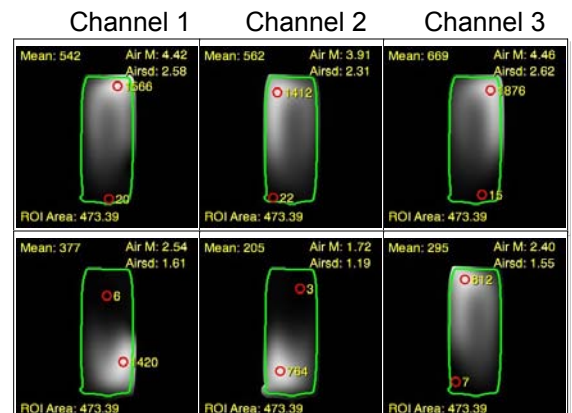 Channel 1 Channel 2 Channel 3
Mean: 542 Air M: 4.42
Airsd: 2.58
1566
20
ROI Area: 473.39
Mean: 562 Air M: 3.91
Airsd: 2.31
1412
22
ROI Area: 473.39
Mean: 669 Air M: 4.46
Airsd: 2.62
1876
15
ROI Area: 473.39
Mean: 377 Air M: 2.54
Airsd: 1.61
6
1420
ROI Area: 473.39
Mean: 205 Air M: 1.72
Airsd: 1.19
3
764
ROI Area: 473.39
Mean: 295 Air M: 2.40
Airsd: 1.55
812
7
ROI Area: 473.39